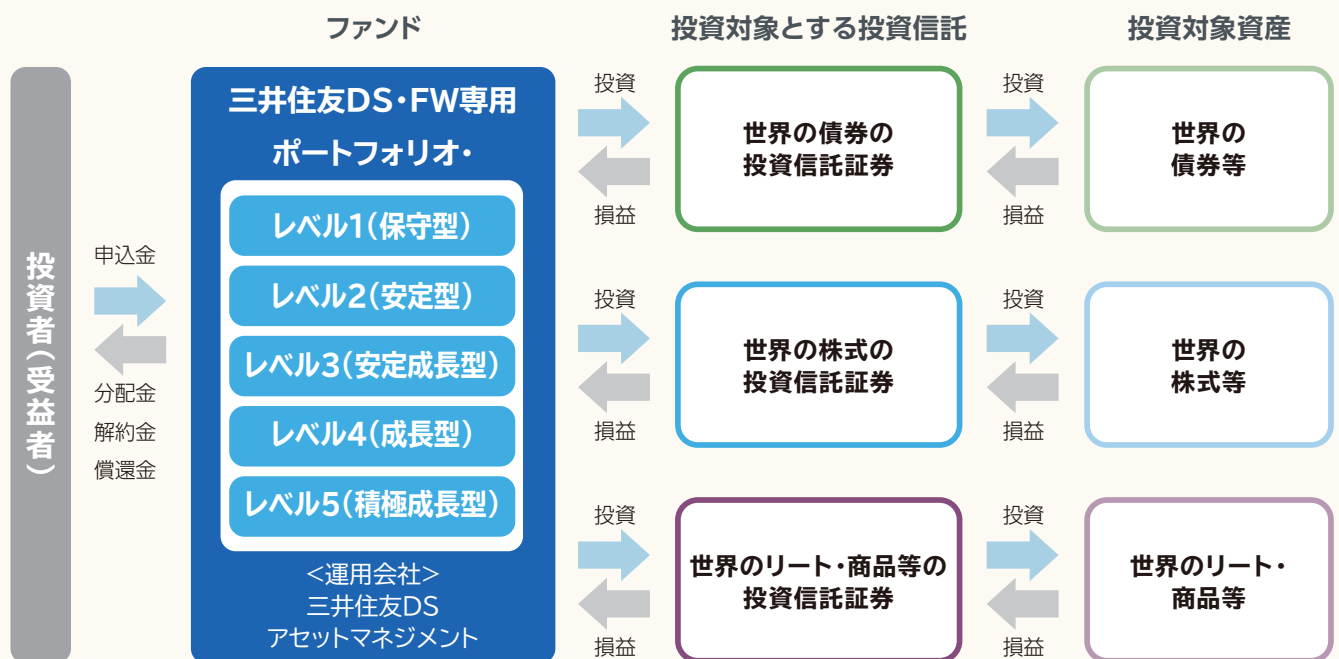 ファンド
投資対象とする投資信託
投資対象資産
投資者(受益者)
申込金
分配金
解約金
償還金
三井住友DS・FW専用
ポートフォリオ・
レベル1(保守型)
レベル2(安定型)
レベル3(安定成長型)
レベル4(成長型)
レベル5(積極成長型)
<運用会社>
三井住友DS
アセットマネジメント
投資
損益
世界の債券の
投資信託証券
投資
損益
世界の
債券等
投資
損益
世界の株式の
投資信託証券
投資
損益
世界の
株式等
投資
損益
世界のリート・商品等の
投資信託証券
投資
損益
世界のリート・
商品等